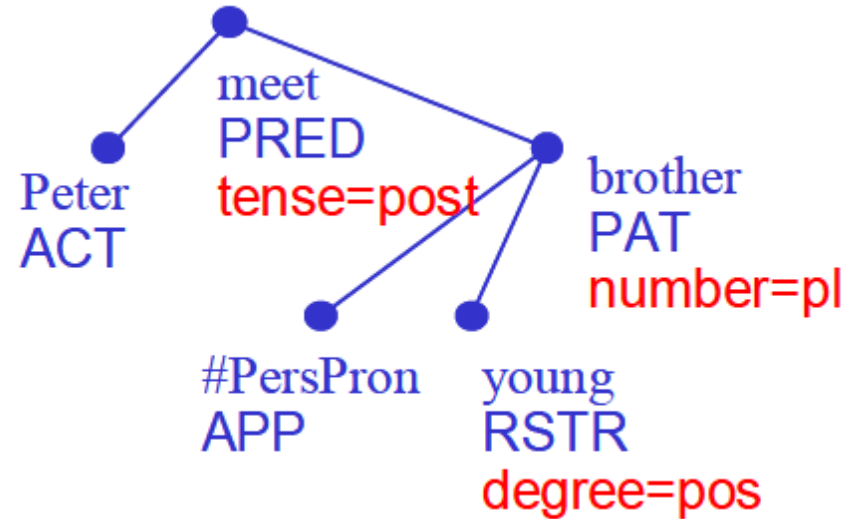 meet
PRED
tense=post
Peter
ACT
brother
PAT
number=pl
#PersPron
APP
young
RSTR
degree=pos